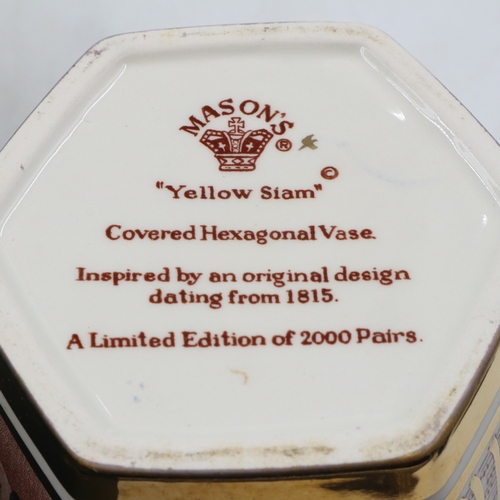 MASON'S
®
©
"Yellow Siam"
Covered Hexagonal Vase.
Inspired by an original design
dating from 1815.
A Limited Edition of 2000 Pairs.